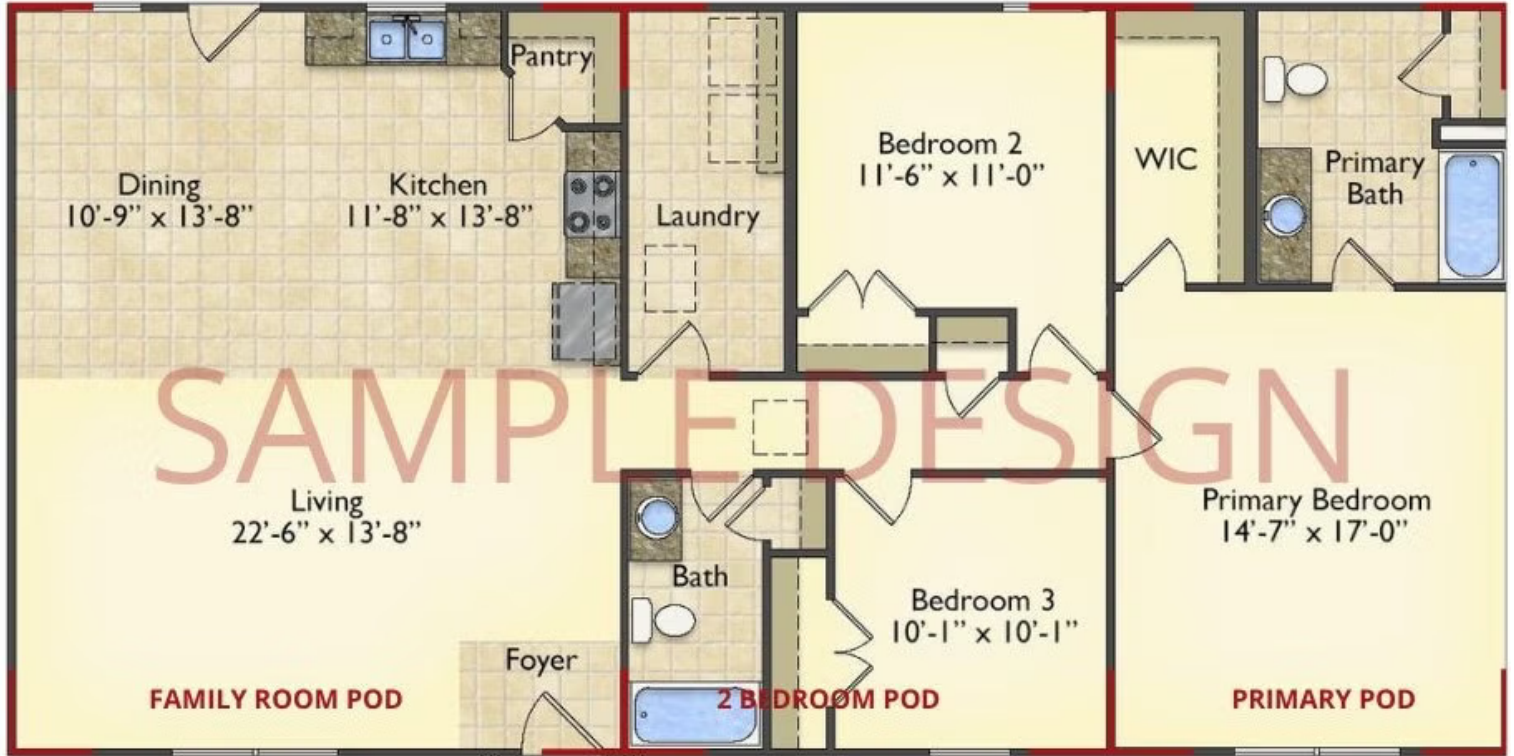 Pantry
Dining
10'-9" x 13'-8"
Kitchen
11'-8" x 13'-8"
Laundry
Bedroom 2
11'-6" x 11'-0"
WIC
Primary
Bath
SAMPLE DESIGN
Living
22'-6" x 13'-8"
Primary Bedroom
14'-7" x 17'-0"
Bath
Bedroom 3
10'-1" x 10'-1"
Foyer
FAMILY ROOM POD
2 BEDROOM POD
PRIMARY POD